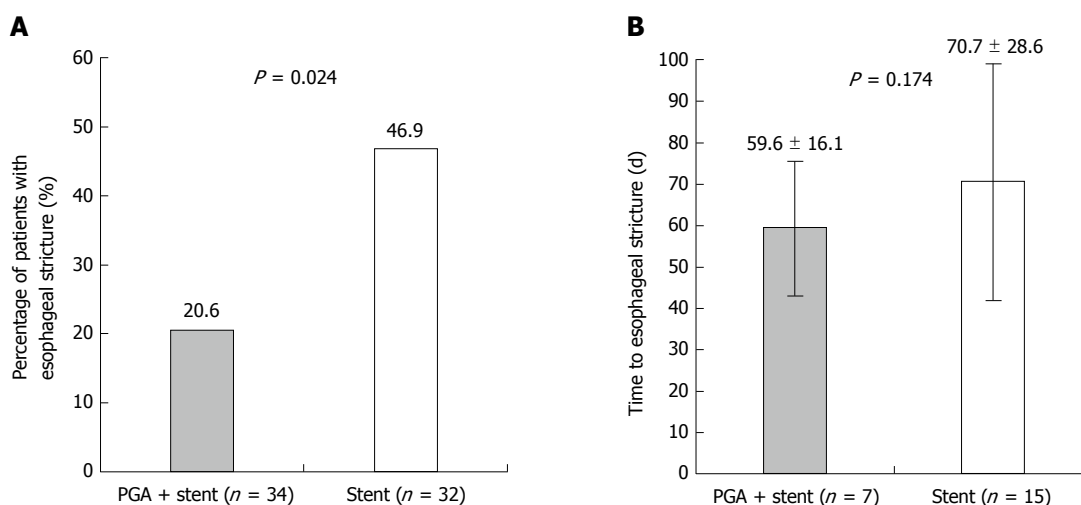 A
Percentage of patients with
esophageal stricture (%)
60
50
40
30
20
10
0
P = 0.024
20.6
46.9
PGA + stent (n = 34)
Stent (n = 32)
B
Time to esophageal stricture (d)
100
90
80
70
60
50
40
30
20
10
0
70.7 ± 28.6
P = 0.174
59.6 ± 16.1
PGA + stent (n = 7)
Stent (n = 15)